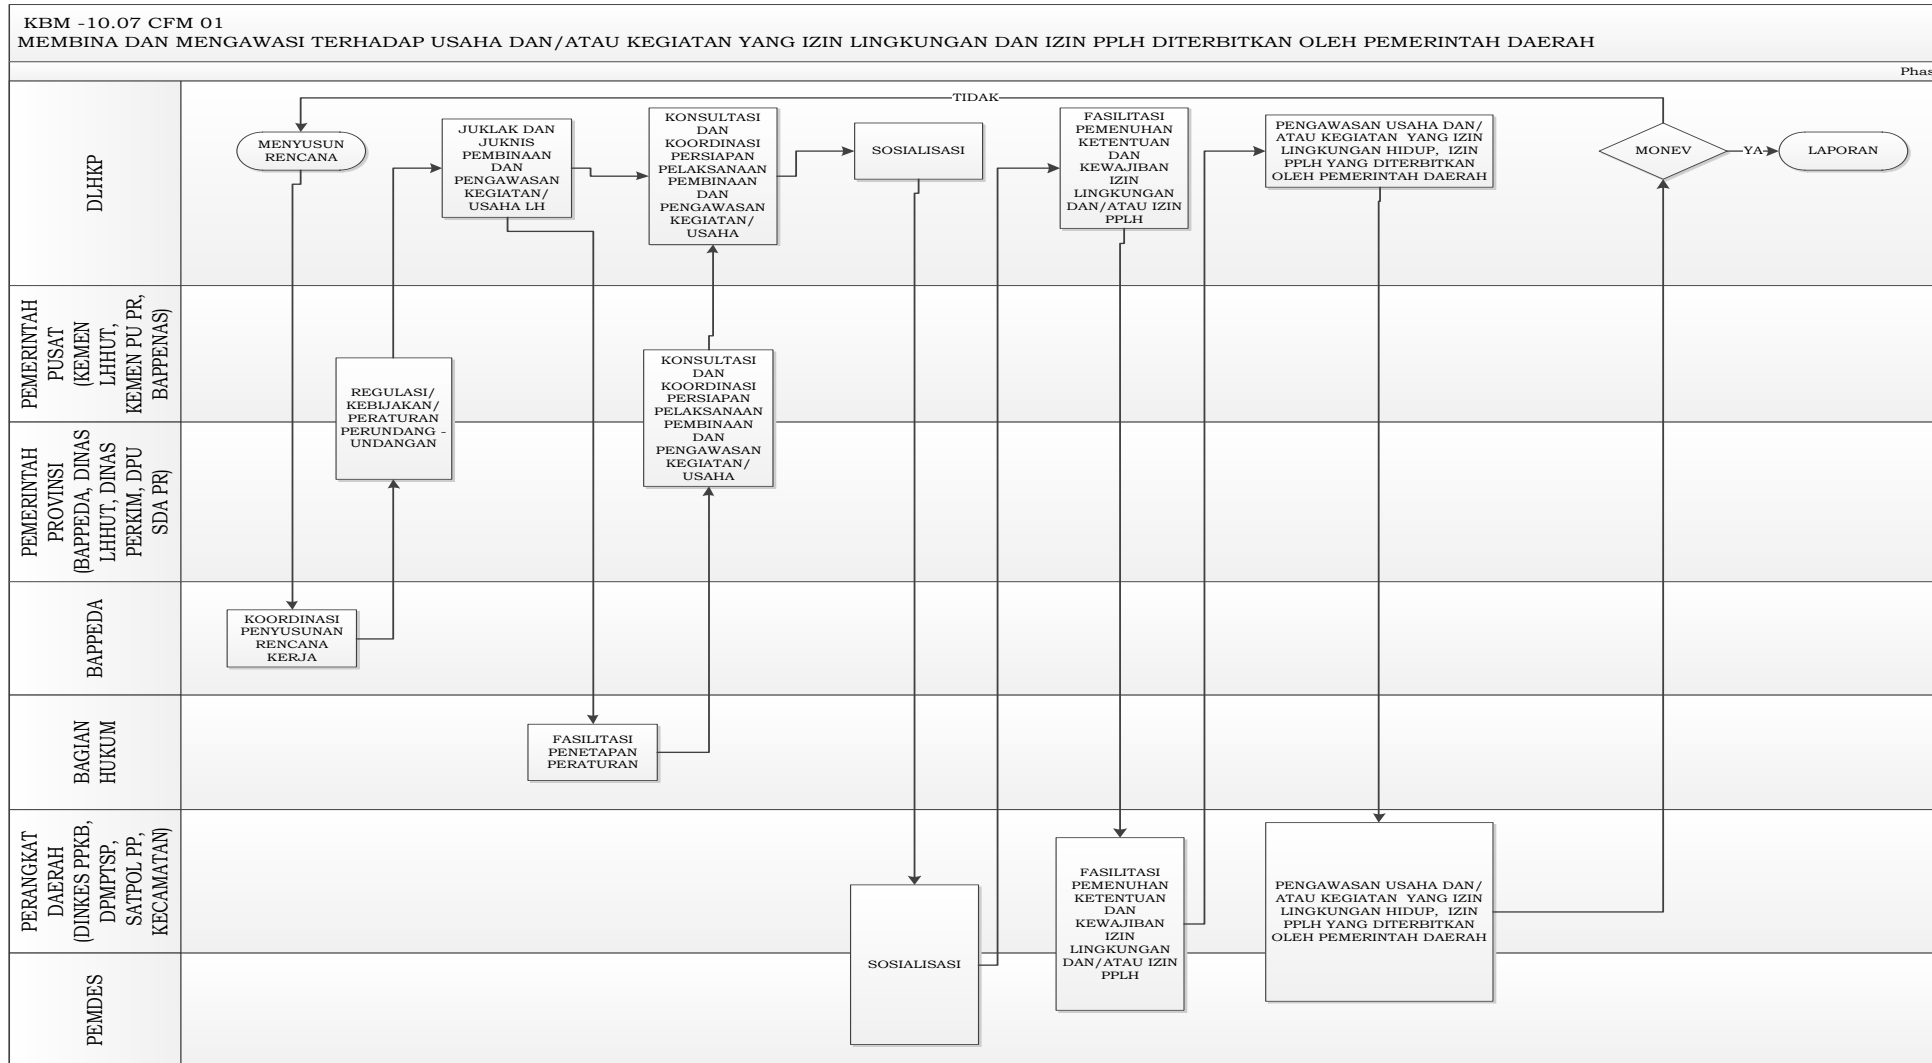 KBM -10.07 CFM 01
MEMBINA DAN MENGAWASI TERHADAP USAHA DAN/ATAU KEGIATAN YANG IZIN LINGKUNGAN DAN IZIN PPLH DITERBITKAN OLEH PEMERINTAH DAERAH
Phas
DLHKP
MENYUSUN
RENCANA
JUKLAK DAN
JUKNIS
PEMBINAAN
DAN
PENGAWASAN
KEGIATAN/
USAHA LH
KONSULTASI
DAN
KOORDINASI
PERSIAPAN
PELAKSANAAN
PEMBINAAN
DAN
PENGAWASAN
KEGIATAN/
USAHA
SOSIALISASI
TIDAK
FASILITASI
PEMENUHAN
KETENTUAN
DAN
KEWAJIBAN
IZIN
LINGKUNGAN
DAN/ATAU IZIN
PPLH
PENGAWASAN USAHA DAN/
ATAU KEGIATAN YANG IZIN
LINGKUNGAN HIDUP, IZIN
PPLH YANG DITERBITKAN
OLEH PEMERINTAH DAERAH
MONEV
YA
LAPORAN
PEMERINTAH
PUSAT
(KEMEN
LHHUT,
KEMEN PU PR,
BAPPENAS)
REGULASI/
KEBIJAKAN/
PERATURAN
PERUNDANG -
UNDANGAN
KONSULTASI
DAN
KOORDINASI
PERSIAPAN
PELAKSANAAN
PEMBINAAN
DAN
PENGAWASAN
KEGIATAN/
USAHA
PEMERINTAH
PROVINSI
(BAPPEDA, DINAS
LHHUT, DINAS
PERKIM, DPU
SDA PR)
BAPPEDA
KOORDINASI
PENYUSUNAN
RENCANA
KERJA
BAGIAN
HUKUM
FASILITASI
PENETAPAN
PERATURAN
PERANGKAT
DAERAH
(DINKES PPKB,
DPMPTSP,
SATPOL PP,
KECAMATAN)
SOSIALISASI
FASILITASI
PEMENUHAN
KETENTUAN
DAN
KEWAJIBAN
IZIN
LINGKUNGAN
DAN/ATAU IZIN
PPLH
PENGAWASAN USAHA DAN/
ATAU KEGIATAN YANG IZIN
LINGKUNGAN HIDUP, IZIN
PPLH YANG DITERBITKAN
OLEH PEMERINTAH DAERAH
PEMDES